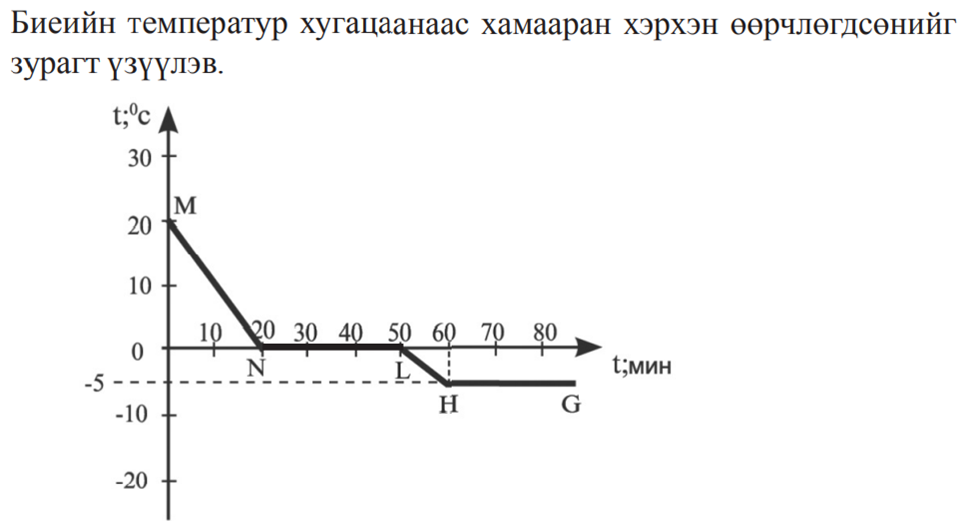 Биеийн температур хугацаанаас хамааран хэрхэн өөрчлөгдсөнийг
зурагт үзүүлэв.
t;⁰c
30
M
20
10
10 20 30 40 50 60 70 80
0
N L t;мин
-5
H G
-10
-20